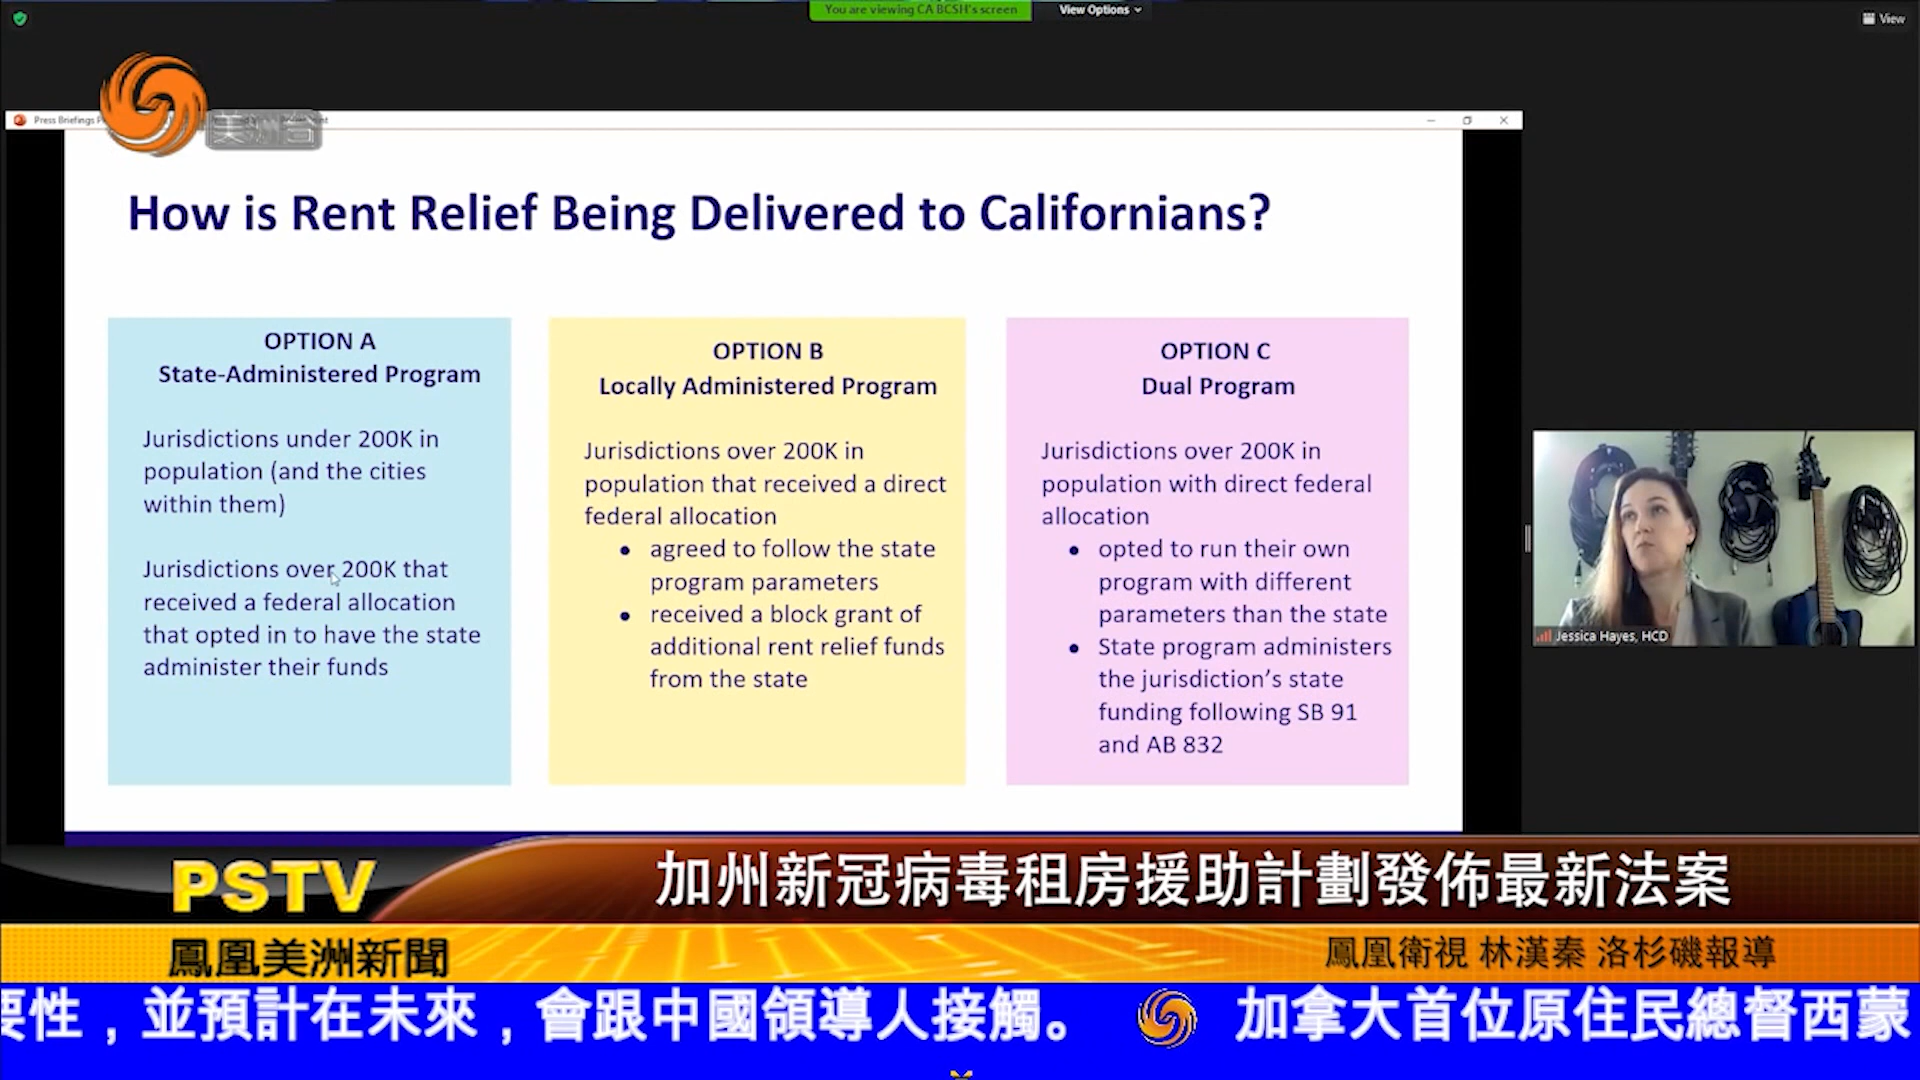 You are viewing CA BCSH's screen
View Options
View
Press Briefings
美洲台
How is Rent Relief Being Delivered to Californians?
OPTION A
State-Administered Program
Jurisdictions under 200K in
population (and the cities
within them)
Jurisdictions over 200K that
received a federal allocation
that opted in to have the state
administer their funds
OPTION B
Locally Administered Program
Jurisdictions over 200K in
population that received a direct
federal allocation
• agreed to follow the state
program parameters
• received a block grant of
additional rent relief funds
from the state
OPTION C
Dual Program
Jurisdictions over 200K in
population with direct federal
allocation
• opted to run their own
program with different
parameters than the state
• State program administers
the jurisdiction's state
funding following SB 91
and AB 832
Jessica Hayes, HCD
PSTV
加州新冠病毒租房援助計劃發佈最新法案
鳳凰美洲新聞
鳳凰衛視 林漢秦 洛杉磯報導
要性，並預計在未來，會跟中國領導人接觸。 加拿大首位原住民總督西蒙